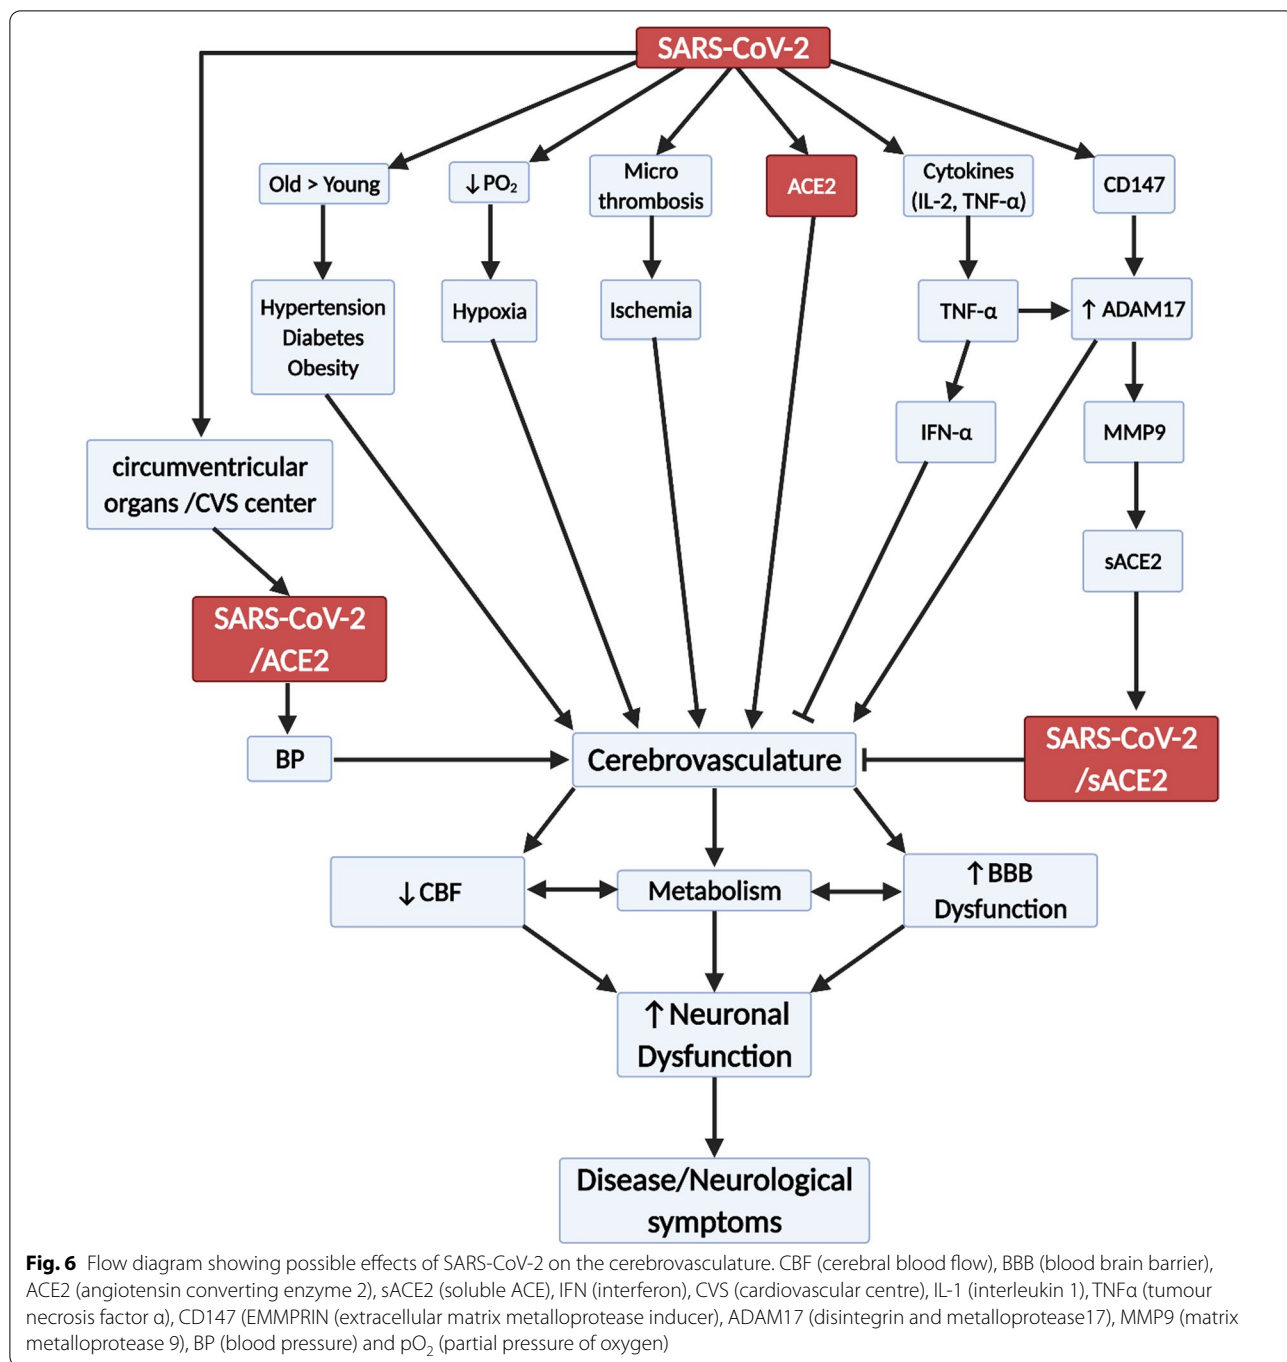 SARS-CoV-2
Old > Young
↓PO₂
Micro
thrombosis
ACE2
Cytokines
(IL-2, TNF-α)
CD147
Hypertension
Diabetes
Obesity
Hypoxia
Ischemia
TNF-α
↑ ADAM17
IFN-α
MMP9
circumventricular
organs /CVS center
sACE2
SARS-CoV-2
/ACE2
BP
Cerebrovasculature
SARS-CoV-2
/sACE2
↓CBF
Metabolism
↑BBB
Dysfunction
↑Neuronal
Dysfunction
Disease/Neurological
symptoms
Fig. 6 Flow diagram showing possible effects of SARS-CoV-2 on the cerebrovasculature. CBF (cerebral blood flow), BBB (blood brain barrier),
ACE2 (angiotensin converting enzyme 2), sACE2 (soluble ACE), IFN (interferon), CVS (cardiovascular centre), IL-1 (interleukin 1), TNFα (tumour
necrosis factor α), CD147 (EMMPRIN (extracellular matrix metalloprotease inducer), ADAM17 (disintegrin and metalloprotease17), MMP9 (matrix
metalloprotease 9), BP (blood pressure) and pO₂ (partial pressure of oxygen)